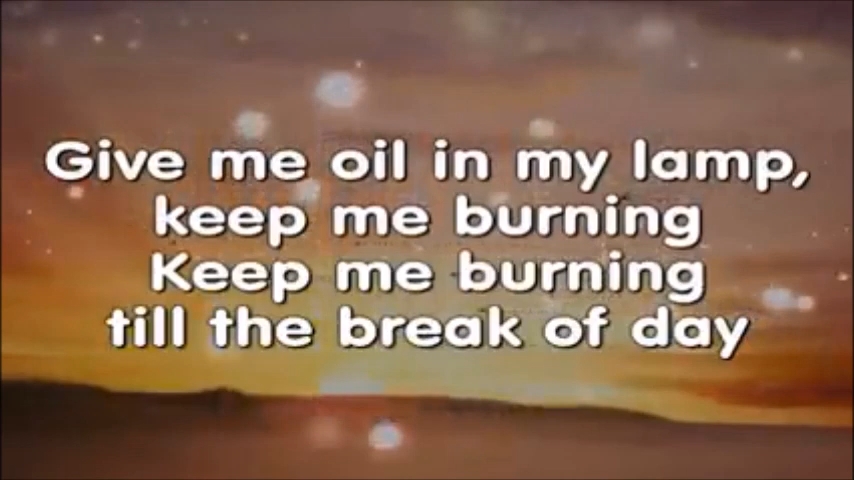 Give me oil in my lamp,
keep me burning
Keep me burning
till the break of day